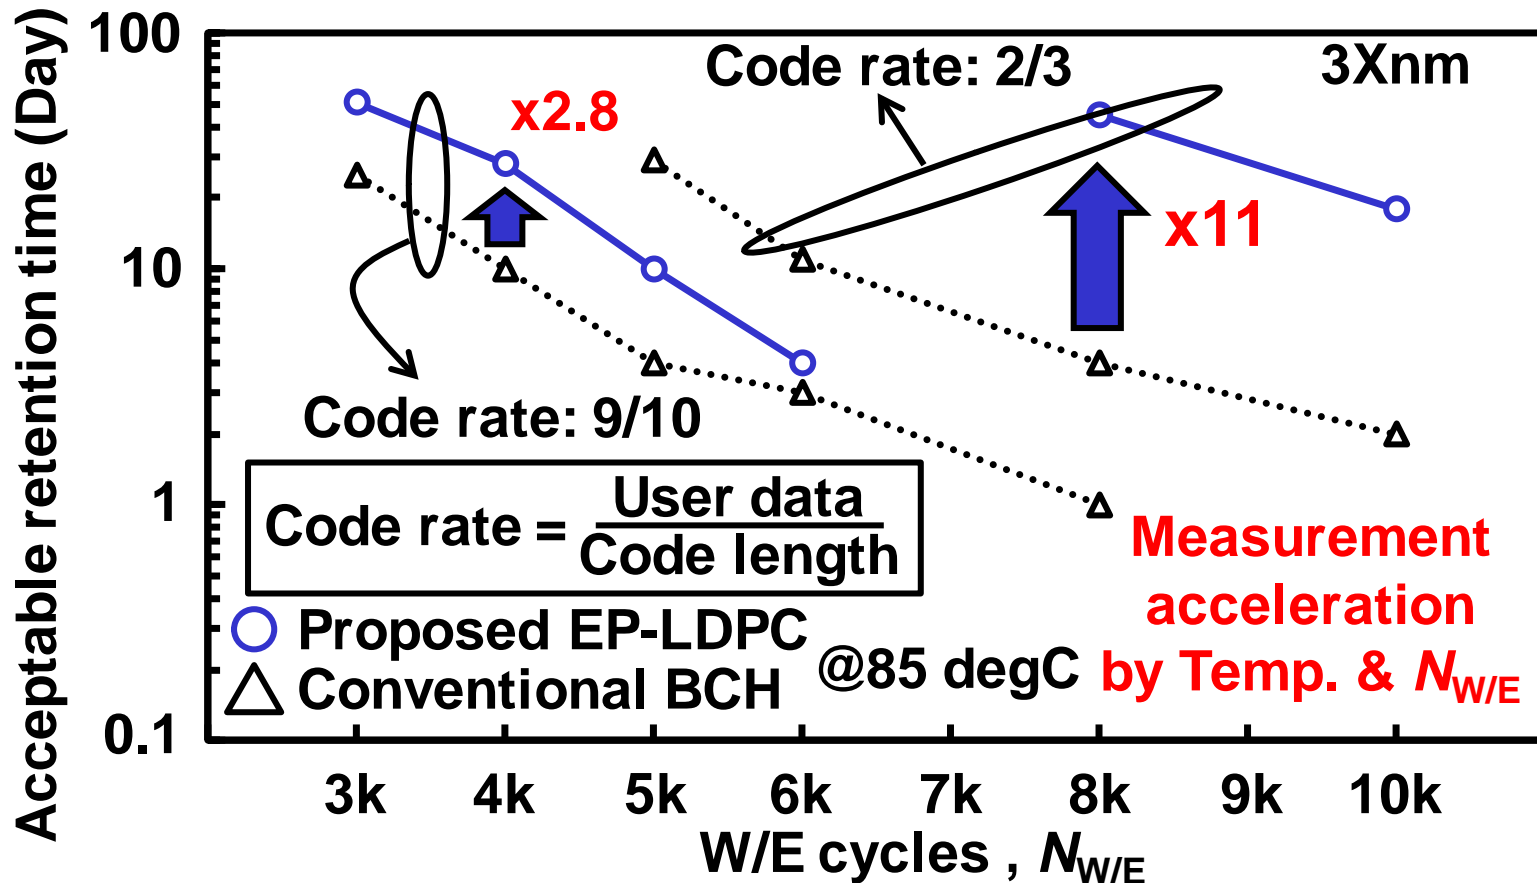 Acceptable retention time (Day)
100
10
1
0.1
Code rate: 2/3
3Xnm
x2.8
x11
Code rate: 9/10
Code rate = User data
Code length
Proposed EP-LDPC
Conventional BCH
@85 degC
Measurement
acceleration
by Temp. & N W/E
3k 4k 5k 6k 7k 8k 9k 10k
W/E cycles , N W/E